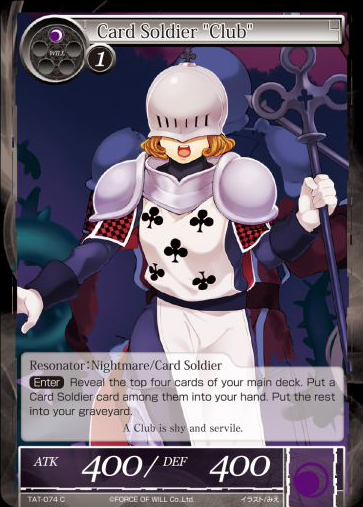 Card Soldier "Club"
WILL
1
Resonator：Nightmare/Card Soldier
Enter Reveal the top four cards of your main deck. Put a
Card Soldier card among them into your hand. Put the rest
into your graveyard.
A Club is shy and servile.
ATK 400/ DEF 400
TAT-074 C ©FORCE OF WILL Co.,Ltd. イラスト/みえ